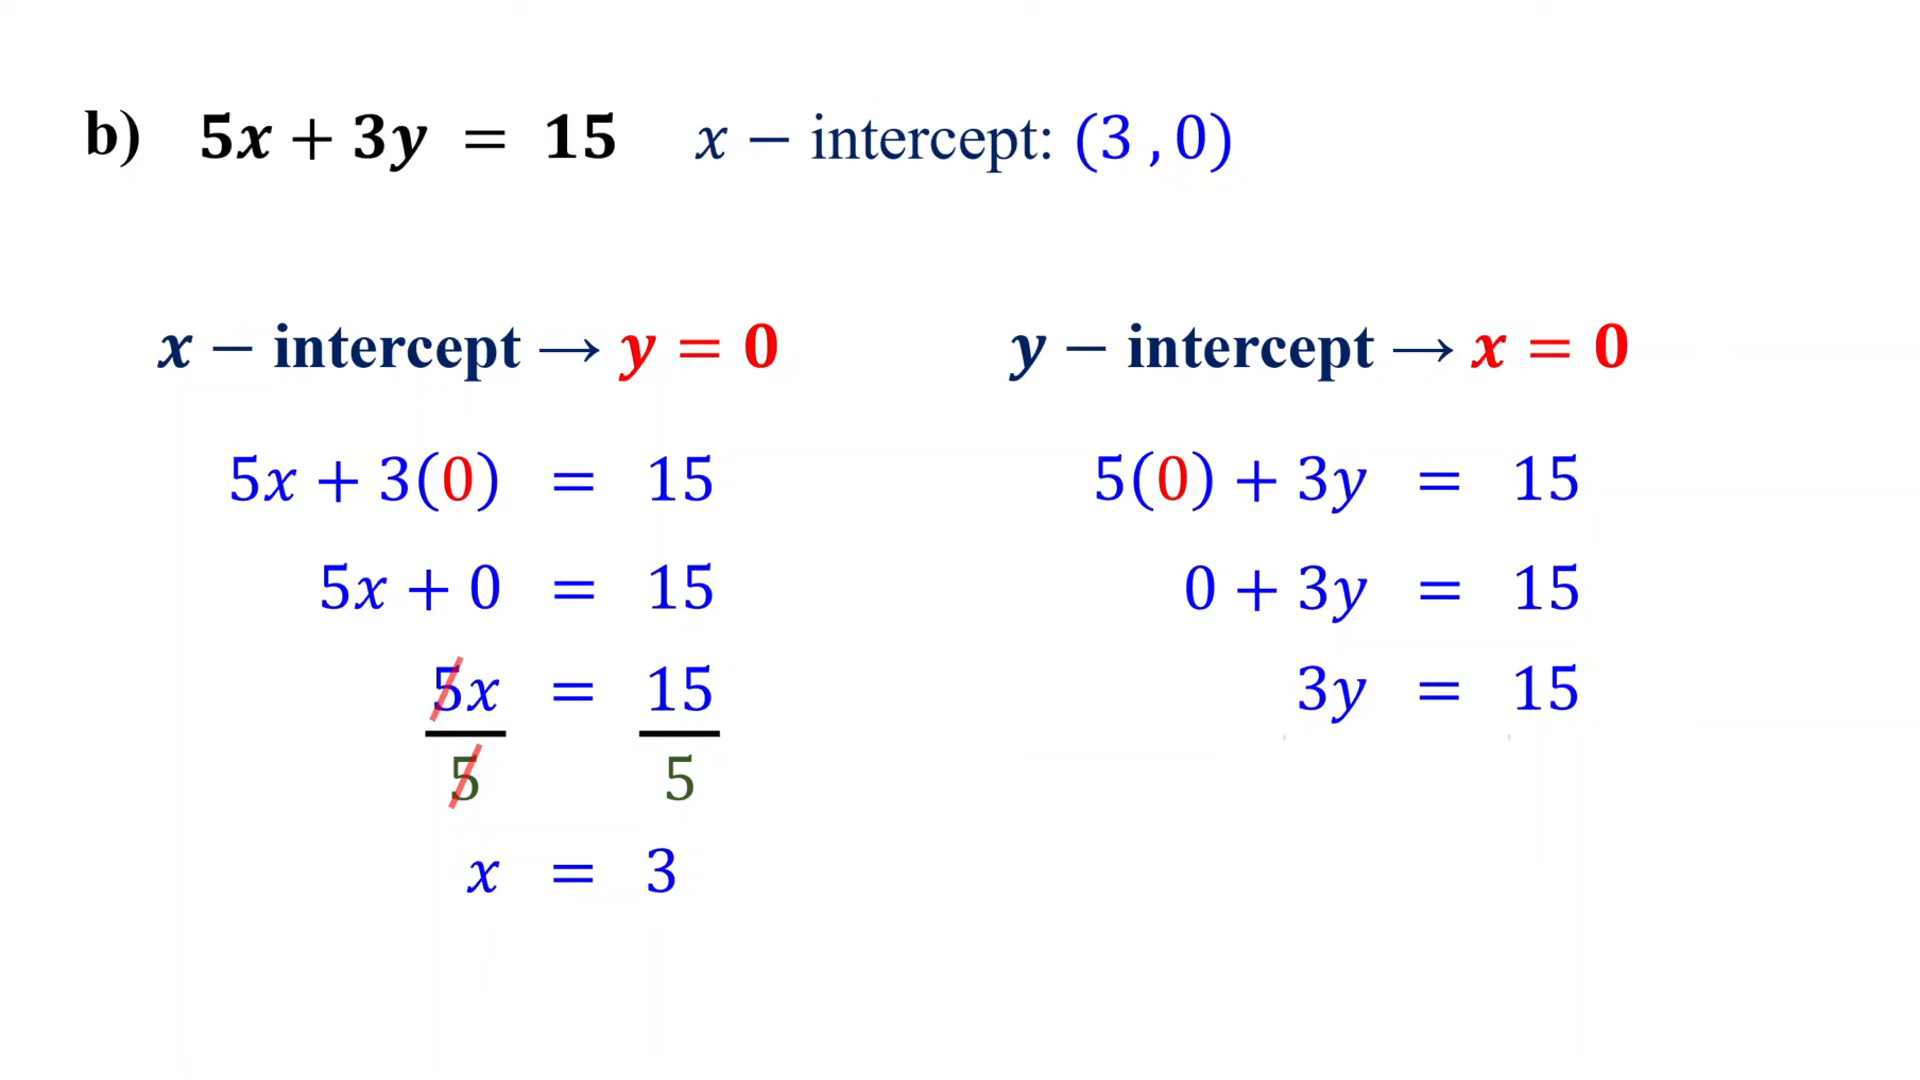 b) 5x + 3y = 15 x − intercept: (3 , 0)
x − intercept → y = 0
5x + 3(0) = 15
5x + 0 = 15
5x = 15
5 5
x = 3
y − intercept → x = 0
5(0) + 3y = 15
0 + 3y = 15
3y = 15